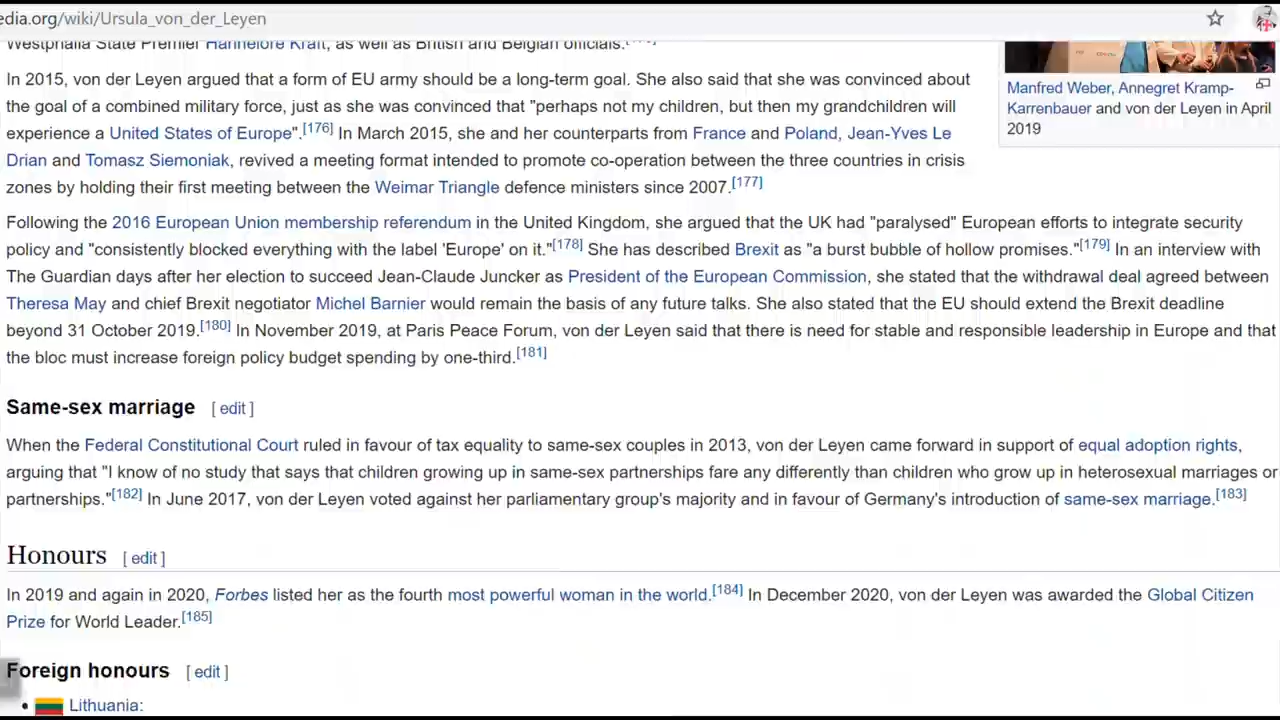 edia.org/wiki/Ursula_von_der_Leyen
Westphalia State Premier Hannelore Kraft, as well as British and Belgian officials.
In 2015, von der Leyen argued that a form of EU army should be a long-term goal. She also said that she was convinced about
the goal of a combined military force, just as she was convinced that "perhaps not my children, but then my grandchildren will
experience a United States of Europe".[176] In March 2015, she and her counterparts from France and Poland, Jean-Yves Le
Drian and Tomasz Siemoniak, revived a meeting format intended to promote co-operation between the three countries in crisis
zones by holding their first meeting between the Weimar Triangle defence ministers since 2007.[177]
Manfred Weber, Annegret Kramp-
Karrenbauer and von der Leyen in April
2019
Following the 2016 European Union membership referendum in the United Kingdom, she argued that the UK had "paralysed" European efforts to integrate security
policy and "consistently blocked everything with the label 'Europe' on it."[178] She has described Brexit as "a burst bubble of hollow promises."[179] In an interview with
The Guardian days after her election to succeed Jean-Claude Juncker as President of the European Commission, she stated that the withdrawal deal agreed between
Theresa May and chief Brexit negotiator Michel Barnier would remain the basis of any future talks. She also stated that the EU should extend the Brexit deadline
beyond 31 October 2019.[180] In November 2019, at Paris Peace Forum, von der Leyen said that there is need for stable and responsible leadership in Europe and that
the bloc must increase foreign policy budget spending by one-third.[181]
Same-sex marriage [ edit ]
When the Federal Constitutional Court ruled in favour of tax equality to same-sex couples in 2013, von der Leyen came forward in support of equal adoption rights,
arguing that "I know of no study that says that children growing up in same-sex partnerships fare any differently than children who grow up in heterosexual marriages or
partnerships."[182] In June 2017, von der Leyen voted against her parliamentary group's majority and in favour of Germany's introduction of same-sex marriage.[183]
Honours [ edit ]
In 2019 and again in 2020, Forbes listed her as the fourth most powerful woman in the world.[184] In December 2020, von der Leyen was awarded the Global Citizen
Prize for World Leader.[185]
Foreign honours [ edit ]
• Lithuania: